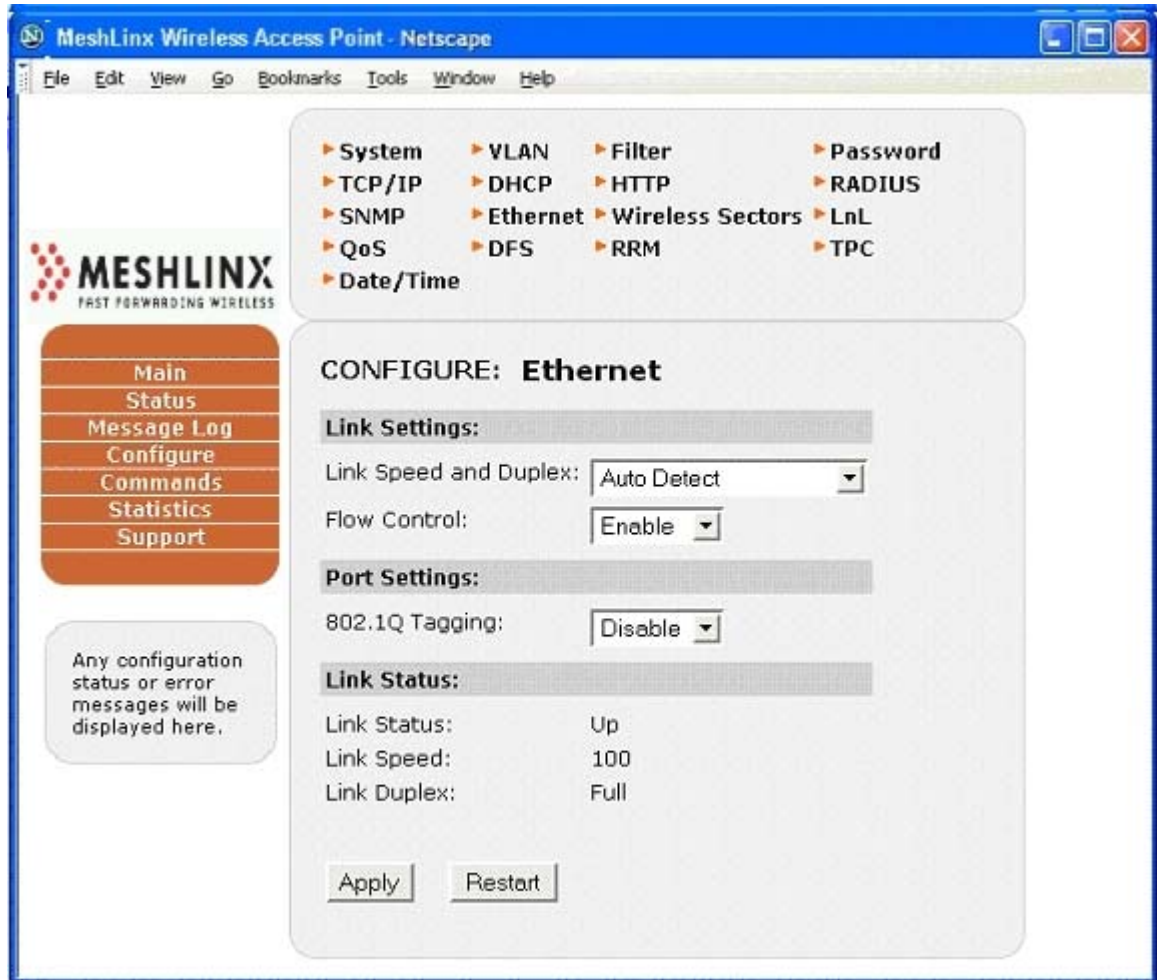 MeshLinx Wireless Access Point - Netscape
File Edit View Go Bookmarks Tools Window Help
System VLAN Filter Password
TCP/IP DHCP HTTP RADIUS
SNMP Ethernet Wireless Sectors LnL
QoS DFS RRM TPC
Date/Time
MESHLINX
FAST FORWARDING WIRELESS
Main
Status
Message Log
Configure
Commands
Statistics
Support
Any configuration
status or error
messages will be
displayed here.
CONFIGURE: Ethernet
Link Settings:
Link Speed and Duplex: Auto Detect
Flow Control: Enable
Port Settings:
802.1Q Tagging: Disable
Link Status:
Link Status: Up
Link Speed: 100
Link Duplex: Full
Apply Restart